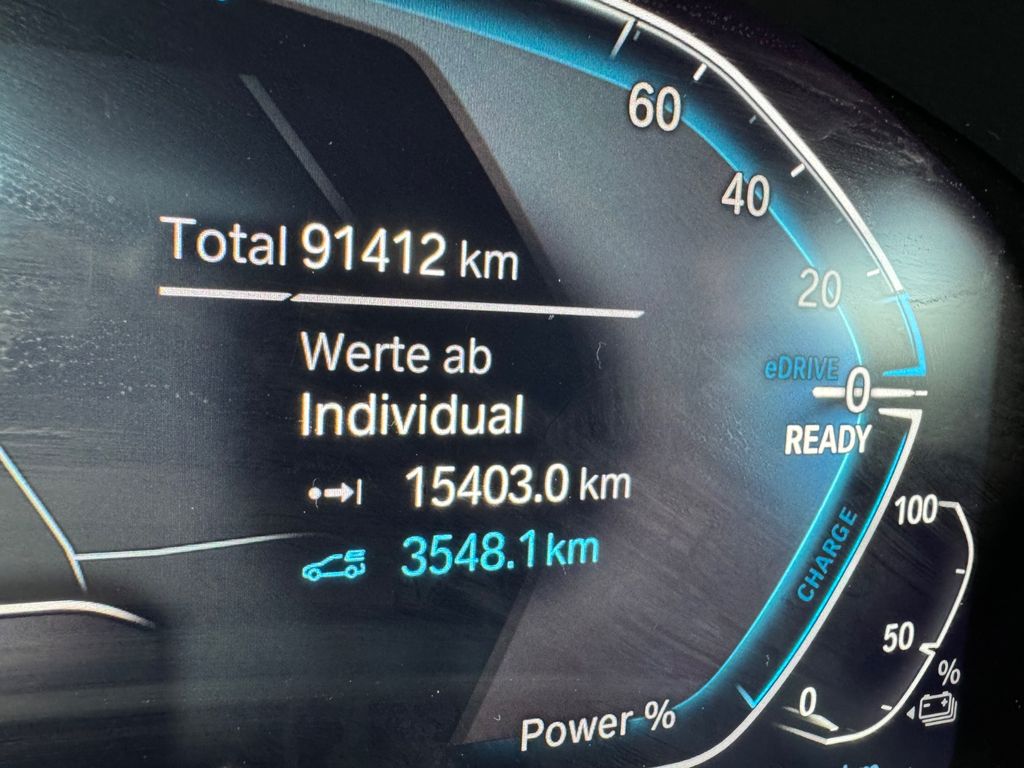 60
40
Total 91412 km
20
Werte ab
eDRIVE
0
Individual
READY
15403.0 km
100
3548.1 km
CHARGE
50
%
0
Power %